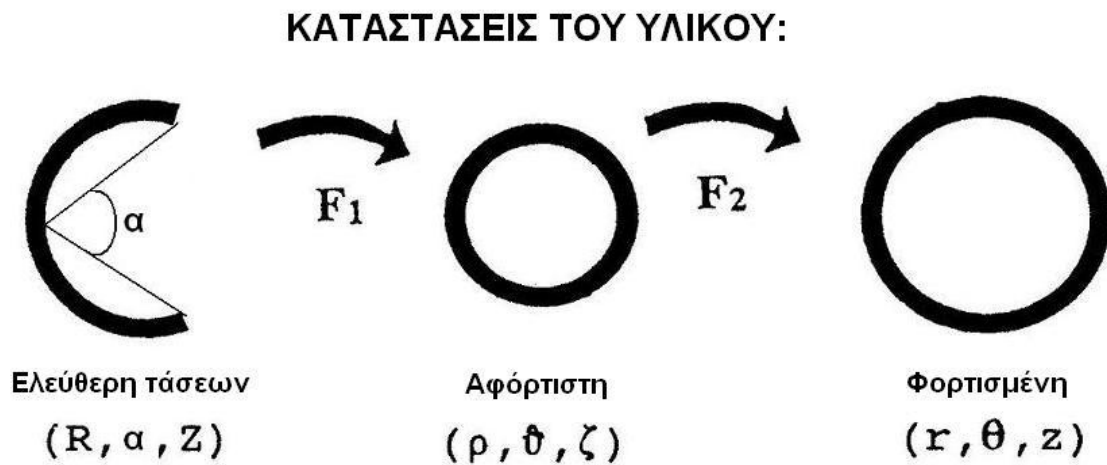 ΚΑΤΑΣΤΑΣΕΙΣ ΤΟΥ ΥΛΙΚΟΥ:
α
F1
F2
Ελεύθερη τάσεων
Αφόρτιστη
Φορτισμένη
(R,α,Z)
(ρ,θ,ζ)
(r,θ,z)